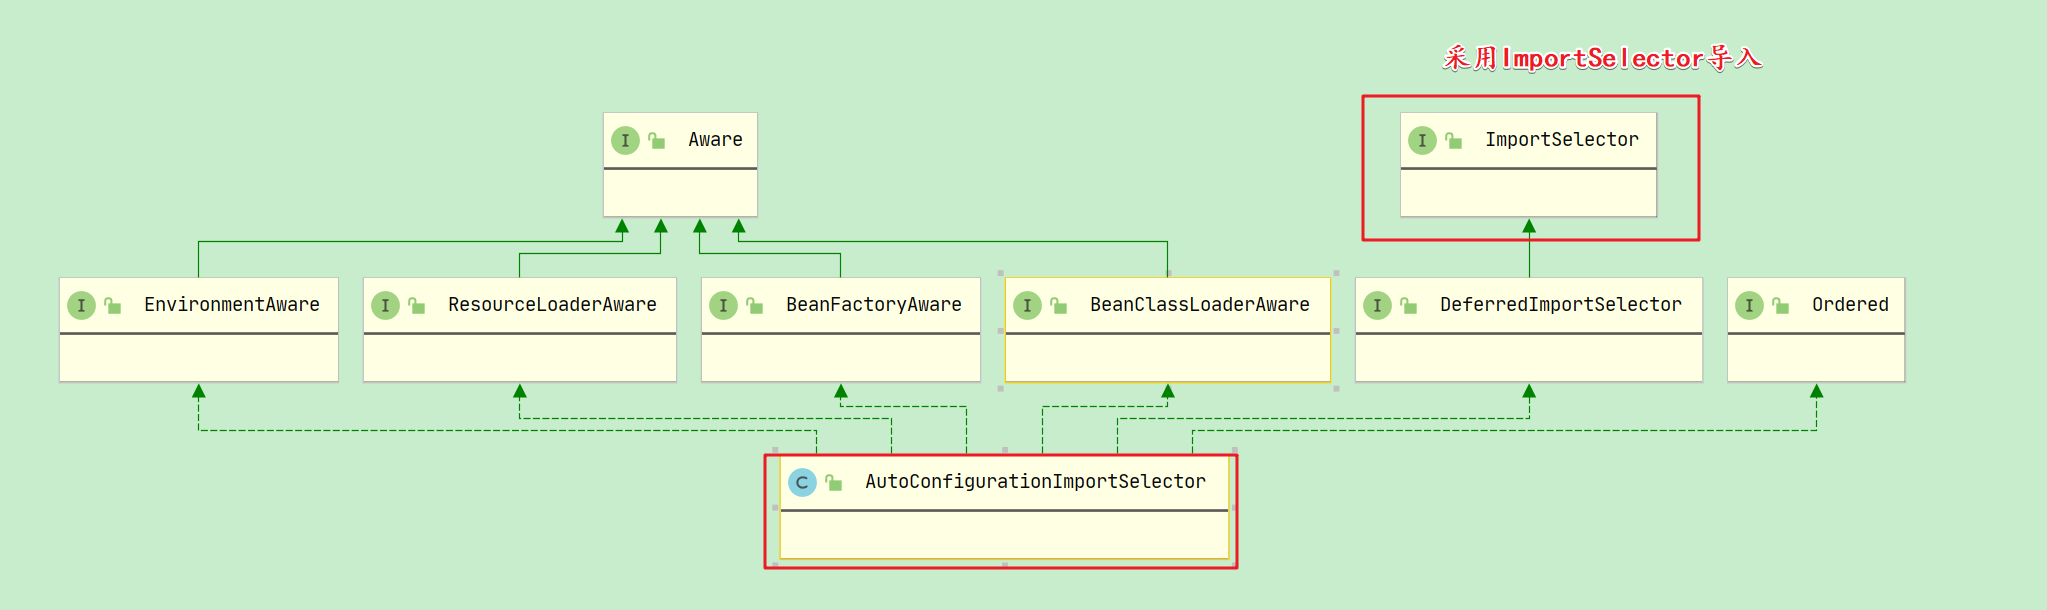 采用ImportSelector导入
I Aware
I ImportSelector
I EnvironmentAware
I ResourceLoaderAware
I BeanFactoryAware
I BeanClassLoaderAware
I DeferredImportSelector
I Ordered
C AutoConfigurationImportSelector